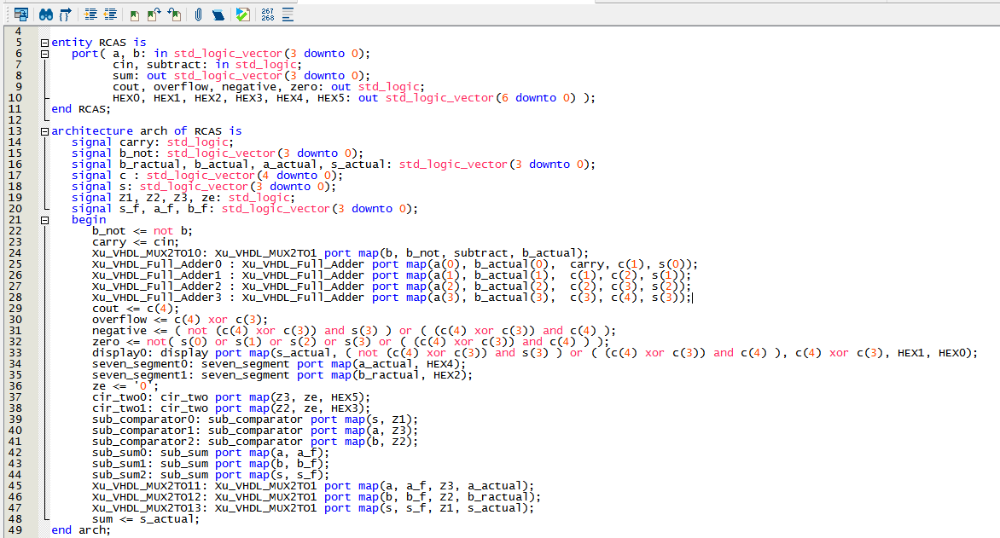 267
268
4
5 entity RCAS is
6 port( a, b: in std_logic_vector(3 downto 0);
7 cin, subtract: in std_logic;
8 sum: out std_logic_vector(3 downto 0);
9 cout, overflow, negative, zero: out std_logic;
10 HEX0, HEX1, HEX2, HEX3, HEX4, HEX5: out std_logic_vector(6 downto 0) );
11 end RCAS;
12
13 architecture arch of RCAS is
14 signal carry: std_logic;
15 signal b_not: std_logic_vector(3 downto 0);
16 signal b_ractual, b_actual, a_actual, s_actual: std_logic_vector(3 downto 0);
17 signal c : std_logic_vector(4 downto 0);
18 signal s: std_logic_vector(3 downto 0);
19 signal Z1, Z2, Z3, ze: std_logic;
20 signal s_f, a_f, b_f: std_logic_vector(3 downto 0);
21 begin
22 b_not <= not b;
23 carry <= cin;
24 Xu_VHDL_MUX2TO10: Xu_VHDL_MUX2TO1 port map(b, b_not, subtract, b_actual);
25 Xu_VHDL_Full_Adder0 : Xu_VHDL_Full_Adder port map(a(0), b_actual(0),  carry, c(1), s(0));
26 Xu_VHDL_Full_Adder1 : Xu_VHDL_Full_Adder port map(a(1), b_actual(1),  c(1), c(2), s(1));
27 Xu_VHDL_Full_Adder2 : Xu_VHDL_Full_Adder port map(a(2), b_actual(2),  c(2), c(3), s(2));
28 Xu_VHDL_Full_Adder3 : Xu_VHDL_Full_Adder port map(a(3), b_actual(3),  c(3), c(4), s(3));
29 cout <= c(4);
30 overflow <= c(4) xor c(3);
31 negative <= ( not (c(4) xor c(3)) and s(3) ) or ( (c(4) xor c(3)) and c(4) );
32 zero <= not( s(0) or s(1) or s(2) or s(3) or ( (c(4) xor c(3)) and c(4) ) );
33 display0: display port map(s_actual, ( not (c(4) xor c(3)) and s(3) ) or ( (c(4) xor c(3)) and c(4) ), c(4) xor c(3), HEX1, HEX0);
34 seven_segment0: seven_segment port map(a_actual, HEX4);
35 seven_segment1: seven_segment port map(b_ractual, HEX2);
36 ze <= '0';
37 cir_two0: cir_two port map(Z3, ze, HEX5);
38 cir_two1: cir_two port map(Z2, ze, HEX3);
39 sub_comparator0: sub_comparator port map(s, Z1);
40 sub_comparator1: sub_comparator port map(a, Z3);
41 sub_comparator2: sub_comparator port map(b, Z2);
42 sub_sum0: sub_sum port map(a, a_f);
43 sub_sum1: sub_sum port map(b, b_f);
44 sub_sum2: sub_sum port map(s, s_f);
45 Xu_VHDL_MUX2TO11: Xu_VHDL_MUX2TO1 port map(a, a_f, Z3, a_actual);
46 Xu_VHDL_MUX2TO12: Xu_VHDL_MUX2TO1 port map(b, b_f, Z2, b_ractual);
47 Xu_VHDL_MUX2TO13: Xu_VHDL_MUX2TO1 port map(s, s_f, Z1, s_actual);
48 sum <= s_actual;
49 end arch;